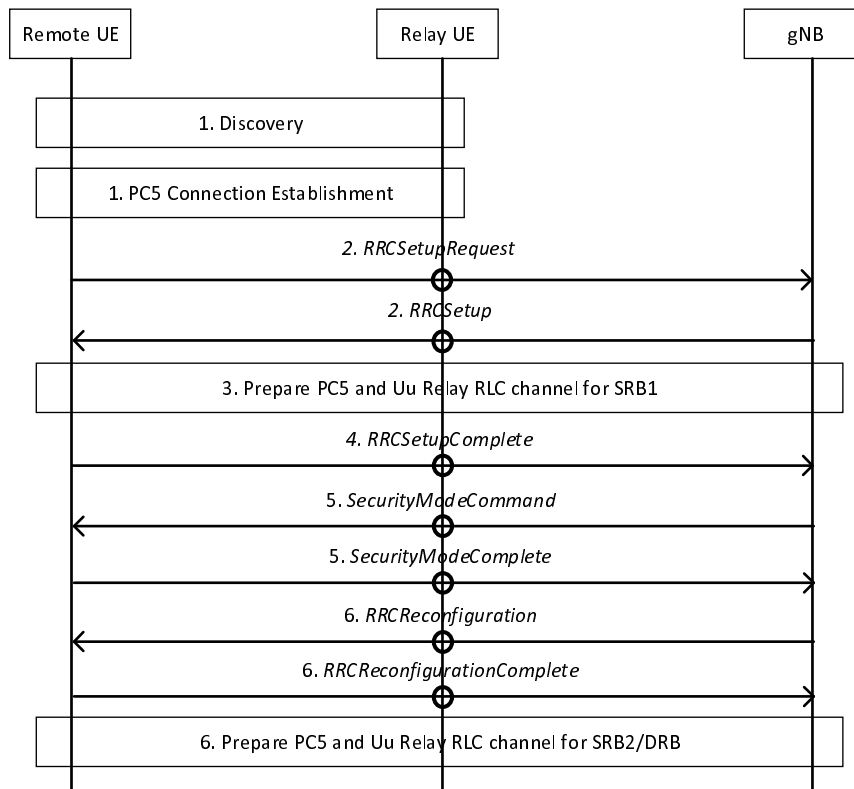 Remote UE
Relay UE
gNB
1. Discovery
1. PC5 Connection Establishment
2. RRCSetupRequest
2. RRCSetup
3. Prepare PC5 and Uu Relay RLC channel for SRB1
4. RRCSetupComplete
5. SecurityModeCommand
5. SecurityModeComplete
6. RRCReconfiguration
6. RRCReconfigurationComplete
6. Prepare PC5 and Uu Relay RLC channel for SRB2/DRB